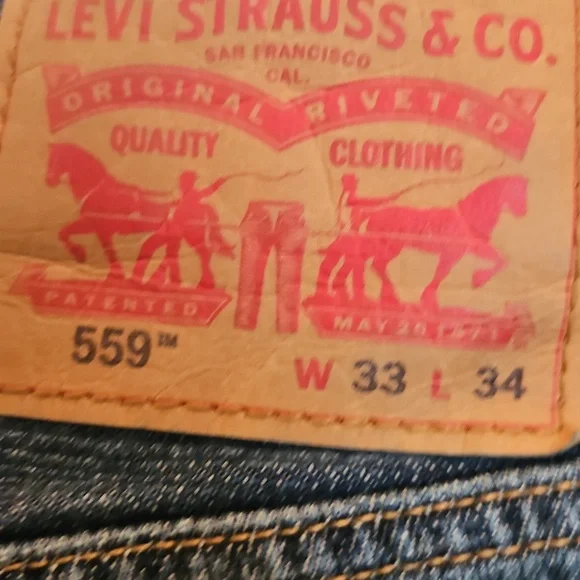 LEVI STRAUSS & CO.
SAN FRANCISCO
CAL.
ORIGINAL RIVETED
QUALITY CLOTHING
PATENTED MAY 20 1873
559™ W 33 L 34